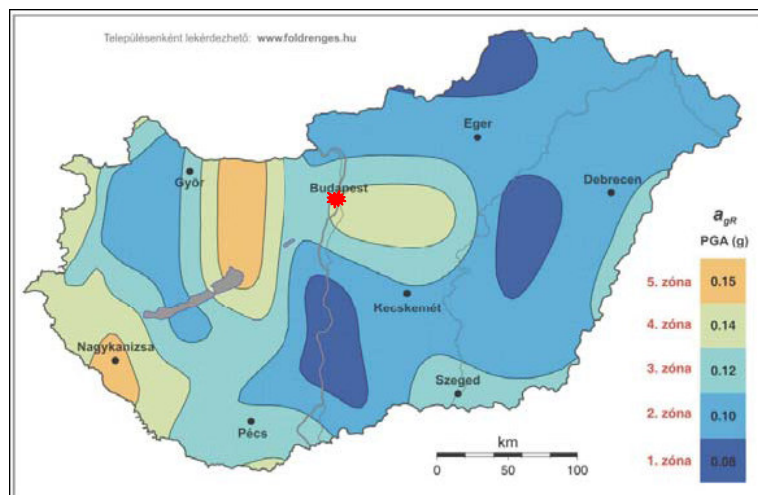 Településenként lekérdezhető: www.foldrenges.hu
Eger
Győr
Debrecen
Budapest
a_gR
PGA (g)
5. zóna 0.15
Kecskemét
4. zóna 0.14
Nagykanizsa
3. zóna 0.12
Szeged
2. zóna 0.10
Pécs
km
1. zóna 0.08
0 50 100